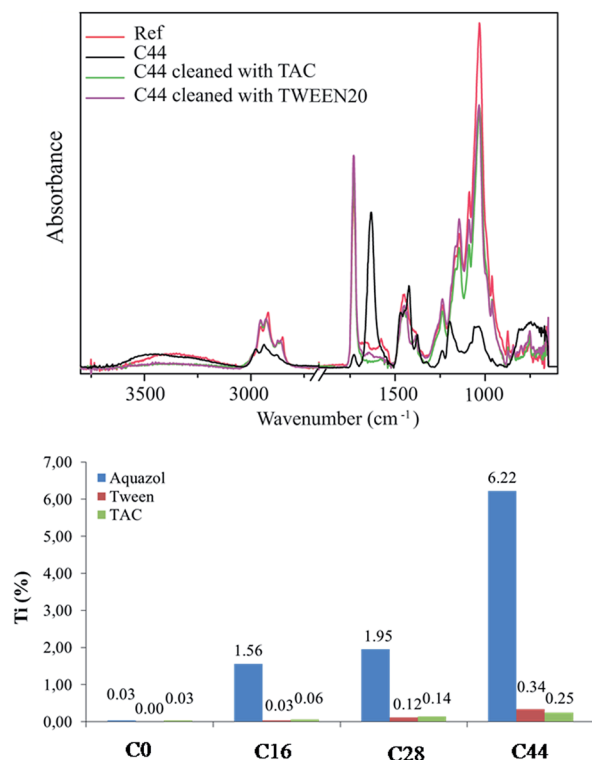 Ref
C44
C44 cleaned with TAC
C44 cleaned with TWEEN20
Absorbance
3500 3000 1500 1000
Wavenumber (cm⁻¹)
7,00
6,00
5,00
4,00
3,00
2,00
1,00
0,00
Ti (%)
Aquazol
Tween
TAC
0.03 0.00 0.03
1.56 0.03 0.06
1.95 0.12 0.14
6.22 0.34 0.25
C0 C16 C28 C44